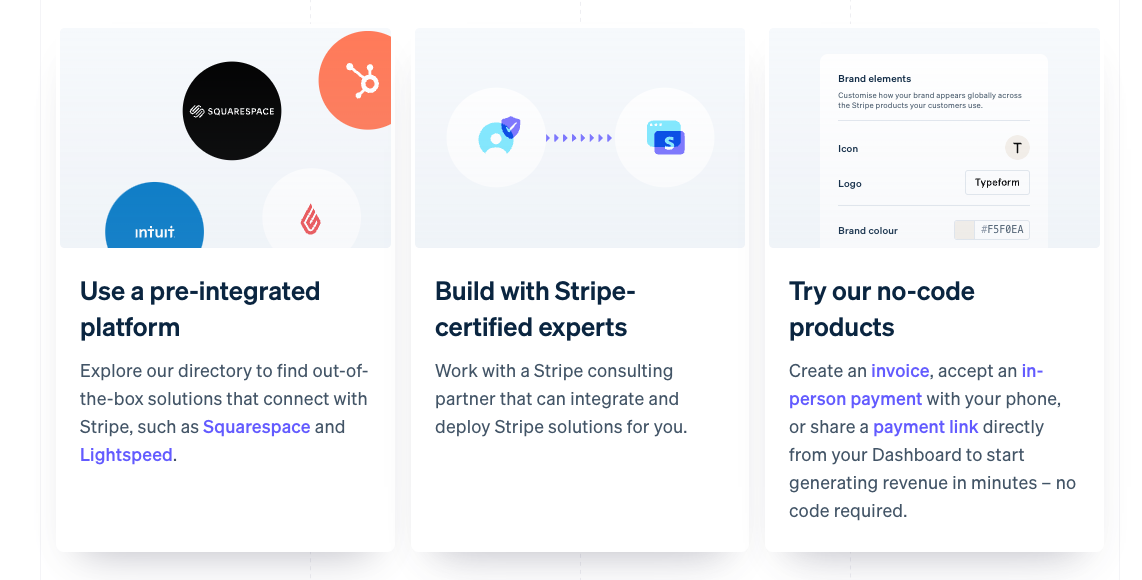 SQUARESPACE
INTUIT
Use a pre-integrated
platform
Explore our directory to find out-of-
the-box solutions that connect with
Stripe, such as Squarespace and
Lightspeed.
S
Build with Stripe-
certified experts
Work with a Stripe consulting
partner that can integrate and
deploy Stripe solutions for you.
Brand elements
Customise how your brand appears globally across
the Stripe products your customers use.
Icon T
Logo Typeform
Brand colour #F5F0EA
Try our no-code
products
Create an invoice, accept an in-
person payment with your phone,
or share a payment link directly
from your Dashboard to start
generating revenue in minutes – no
code required.